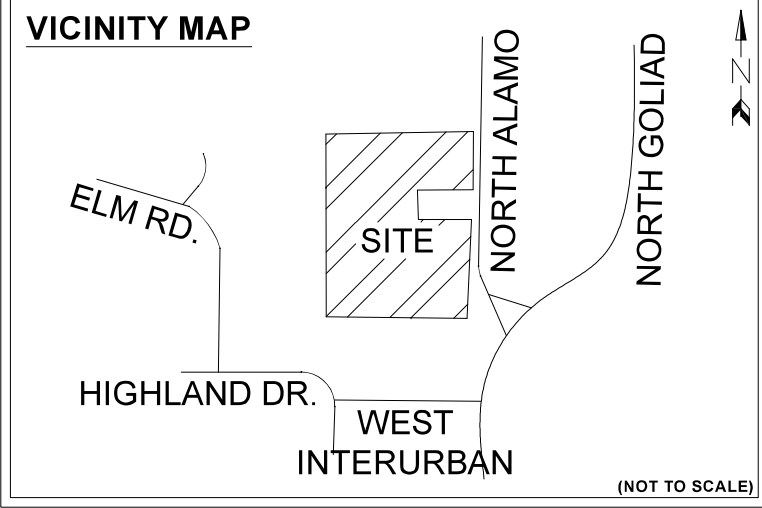 VICINITY MAP
N
NORTH ALAMO
NORTH GOLIAD
ELM RD.
SITE
HIGHLAND DR.
WEST
INTERURBAN
(NOT TO SCALE)